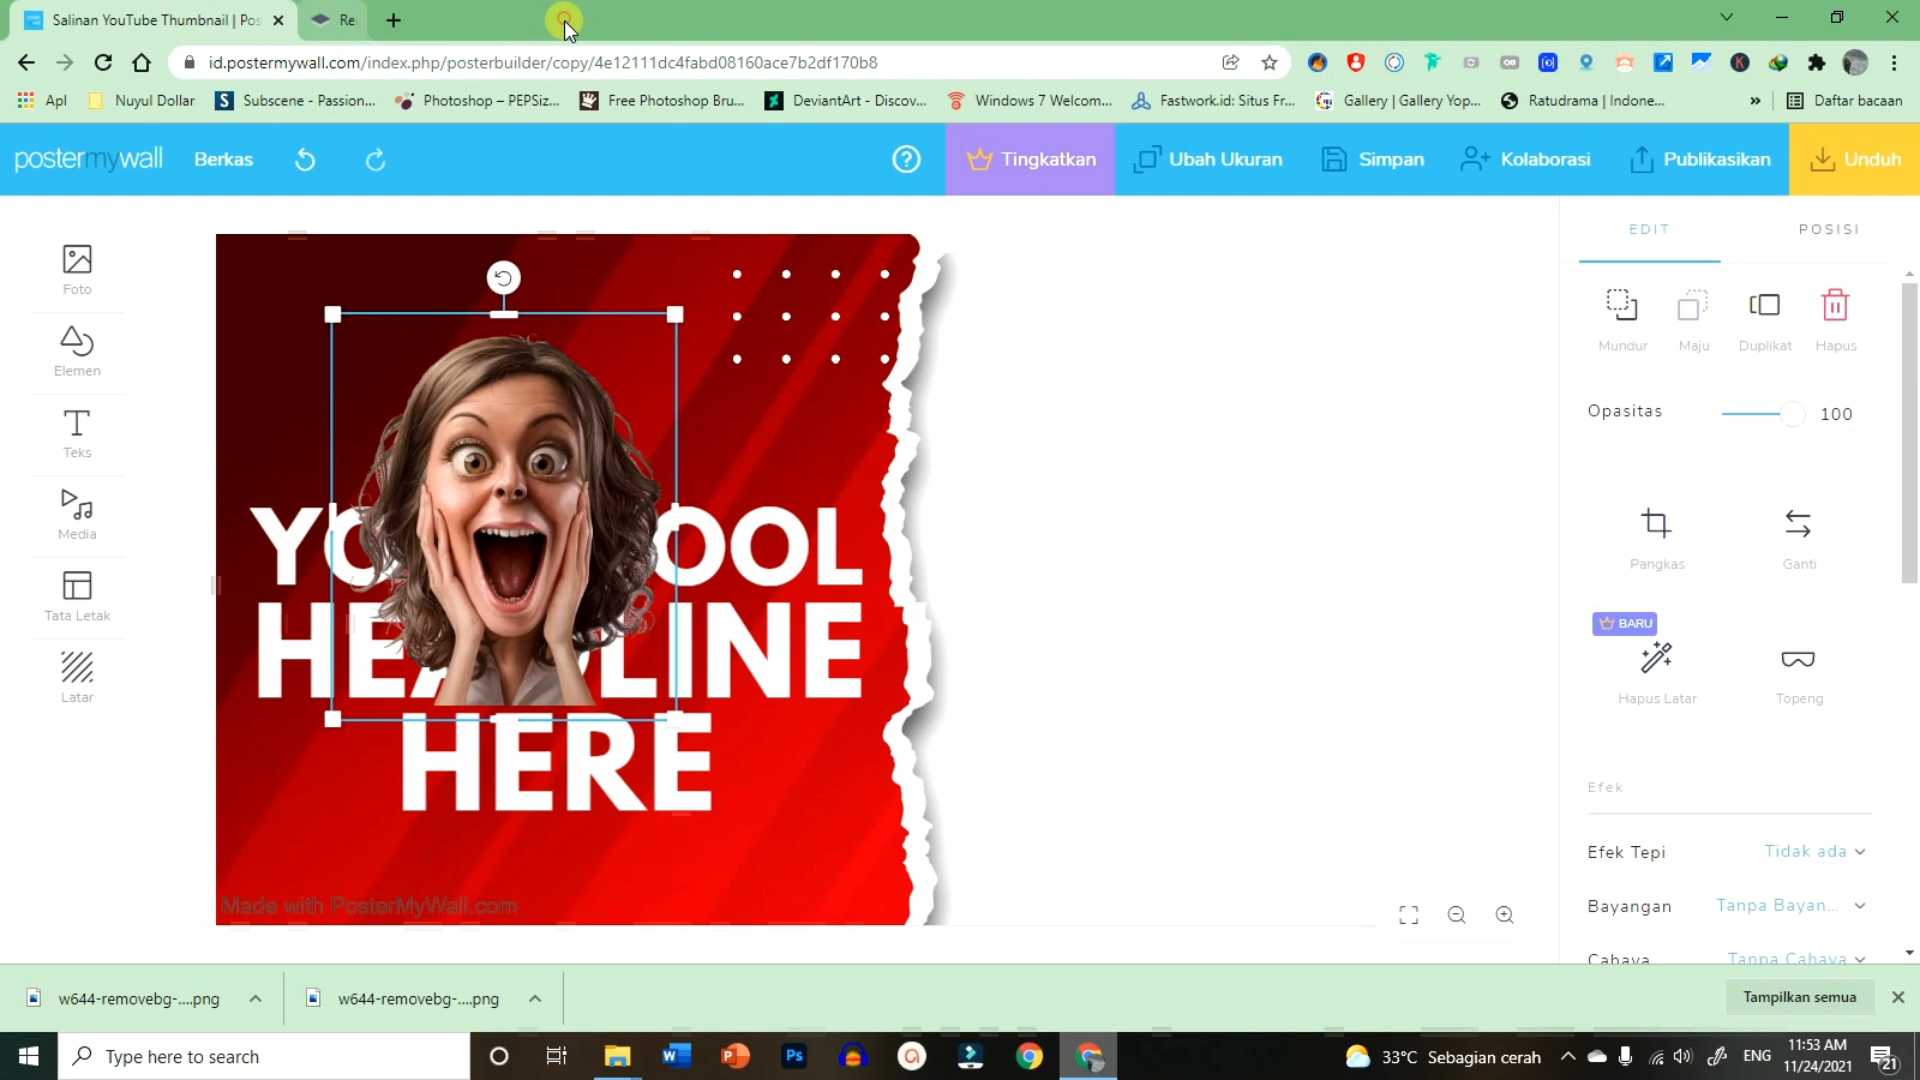 Salinan YouTube Thumbnail | Pos
Re
id.postermywall.com/index.php/posterbuilder/copy/4e12111dc4fabd08160ace7b2df170b8
Apl
Nuyul Dollar
Subscene - Passion...
Photoshop – PEPSiz...
Free Photoshop Bru...
DeviantArt - Discov...
Windows 7 Welcom...
Fastwork.id: Situs Fr...
Gallery | Gallery Yop...
Ratudrama | Indone...
»
Daftar bacaan
postermywall
Berkas
Tingkatkan
Ubah Ukuran
Simpan
Kolaborasi
Publikasikan
Unduh
Foto
Elemen
Teks
Media
Tata Letak
Latar
YO OOL
HEADLINE
HERE
Made with PosterMyWall.com
EDIT
POSISI
Mundur
Maju
Duplikat
Hapus
Opasitas
100
Pangkas
Ganti
BARU
Hapus Latar
Topeng
Efek
Efek Tepi
Tidak ada
Bayangan
Tanpa Bayan...
Cahaya
Tanpa Cahaya
w644-removebg-....png
w644-removebg-....png
Tampilkan semua
Type here to search
33°C Sebagian cerah
ENG
11:53 AM
11/24/2021
21